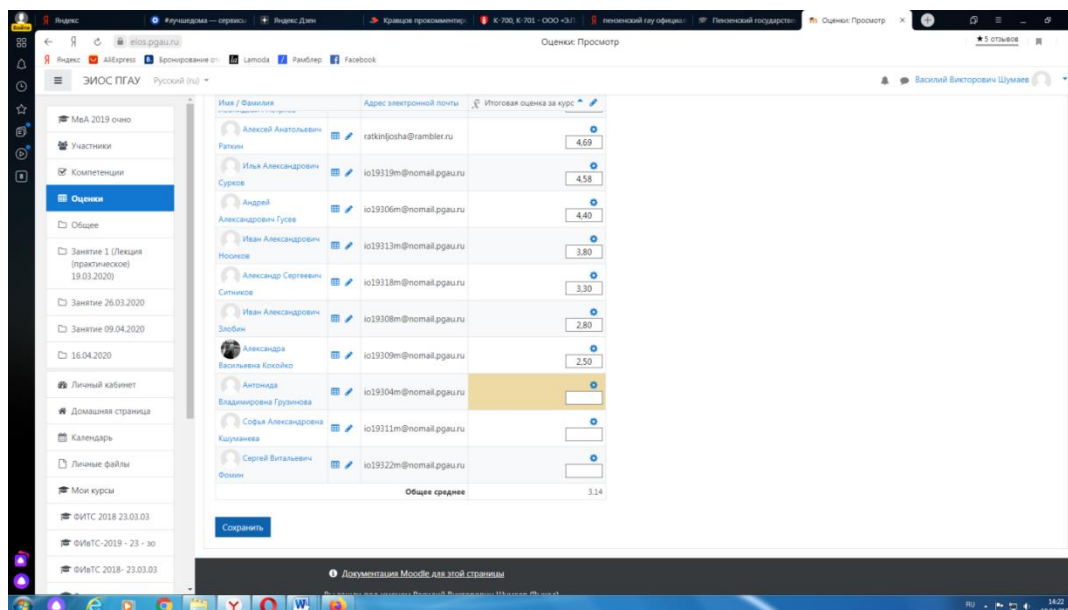 Яндекс
#лучшедома — сервисы
Яндекс.Дзен
Кравцов прокомментиро
К-700, К-701 - ООО «З.П.
пензенский гау официал
Пензенский государстве
Оценки: Просмотр
eios.pgau.ru
Оценки: Просмотр
★5 отзывов
Яндекс
AliExpress
Бронирование от
Lamoda
Рамблер
Facebook
ЭИОС ПГАУ
Русский (ru)
Василий Викторович Шумаев
МвА 2019 очно
Участники
Компетенции
Оценки
Общее
Занятие 1 (Лекция
(практическое)
19.03.2020)
Занятие 26.03.2020
Занятие 09.04.2020
16.04.2020
Личный кабинет
Домашняя страница
Календарь
Личные файлы
Мои курсы
ФИТС 2018 23.03.03
ФИвТС-2019 - 23 - зо
ФИвТС 2018- 23.03.03
Имя / Фамилия
Адрес электронной почты
Итоговая оценка за курс
Алексей Анатольевич
Раткин
ratkinljosha@rambler.ru
4,69
Илья Александрович
Сурков
io19319m@nomail.pgau.ru
4,58
Андрей
Александрович Гусев
io19306m@nomail.pgau.ru
4,40
Иван Александрович
Носиков
io19313m@nomail.pgau.ru
3,80
Александр Сергеевич
Ситников
io19318m@nomail.pgau.ru
3,30
Иван Александрович
Злобин
io19308m@nomail.pgau.ru
2,80
Александра
Васильевна Кокойко
io19309m@nomail.pgau.ru
2,50
Антонида
Владимировна Грузинова
io19304m@nomail.pgau.ru
Софья Александровна
Кшуманева
io19311m@nomail.pgau.ru
Сергей Витальевич
Фомин
io19322m@nomail.pgau.ru
Общее среднее
3,14
Сохранить
Документация Moodle для этой страницы
RU
14:22